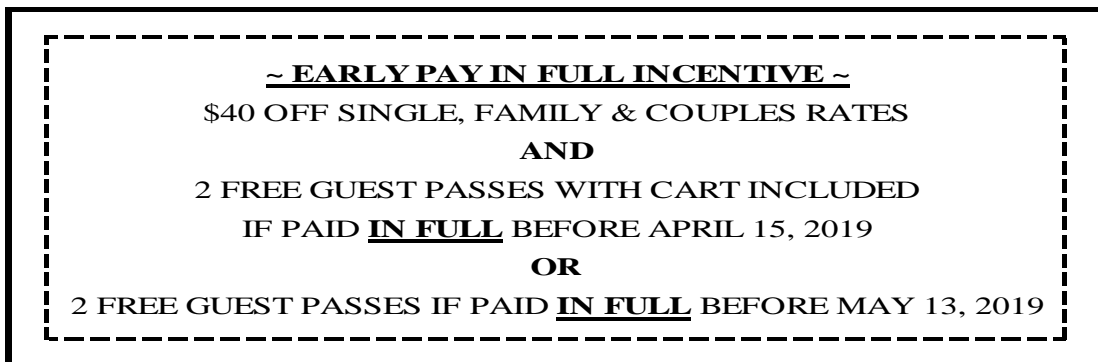 ~ EARLY PAY IN FULL INCENTIVE ~
$40 OFF SINGLE, FAMILY & COUPLES RATES
AND
2 FREE GUEST PASSES WITH CART INCLUDED
IF PAID IN FULL BEFORE APRIL 15, 2019
OR
2 FREE GUEST PASSES IF PAID IN FULL BEFORE MAY 13, 2019